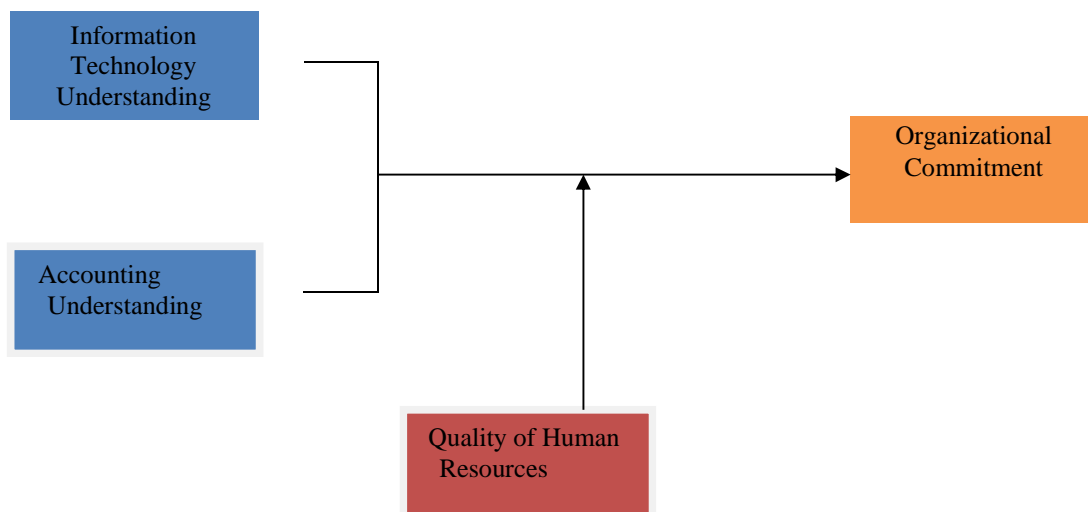 Information
Technology
Understanding
Organizational
Commitment
Accounting
Understanding
Quality of Human
Resources